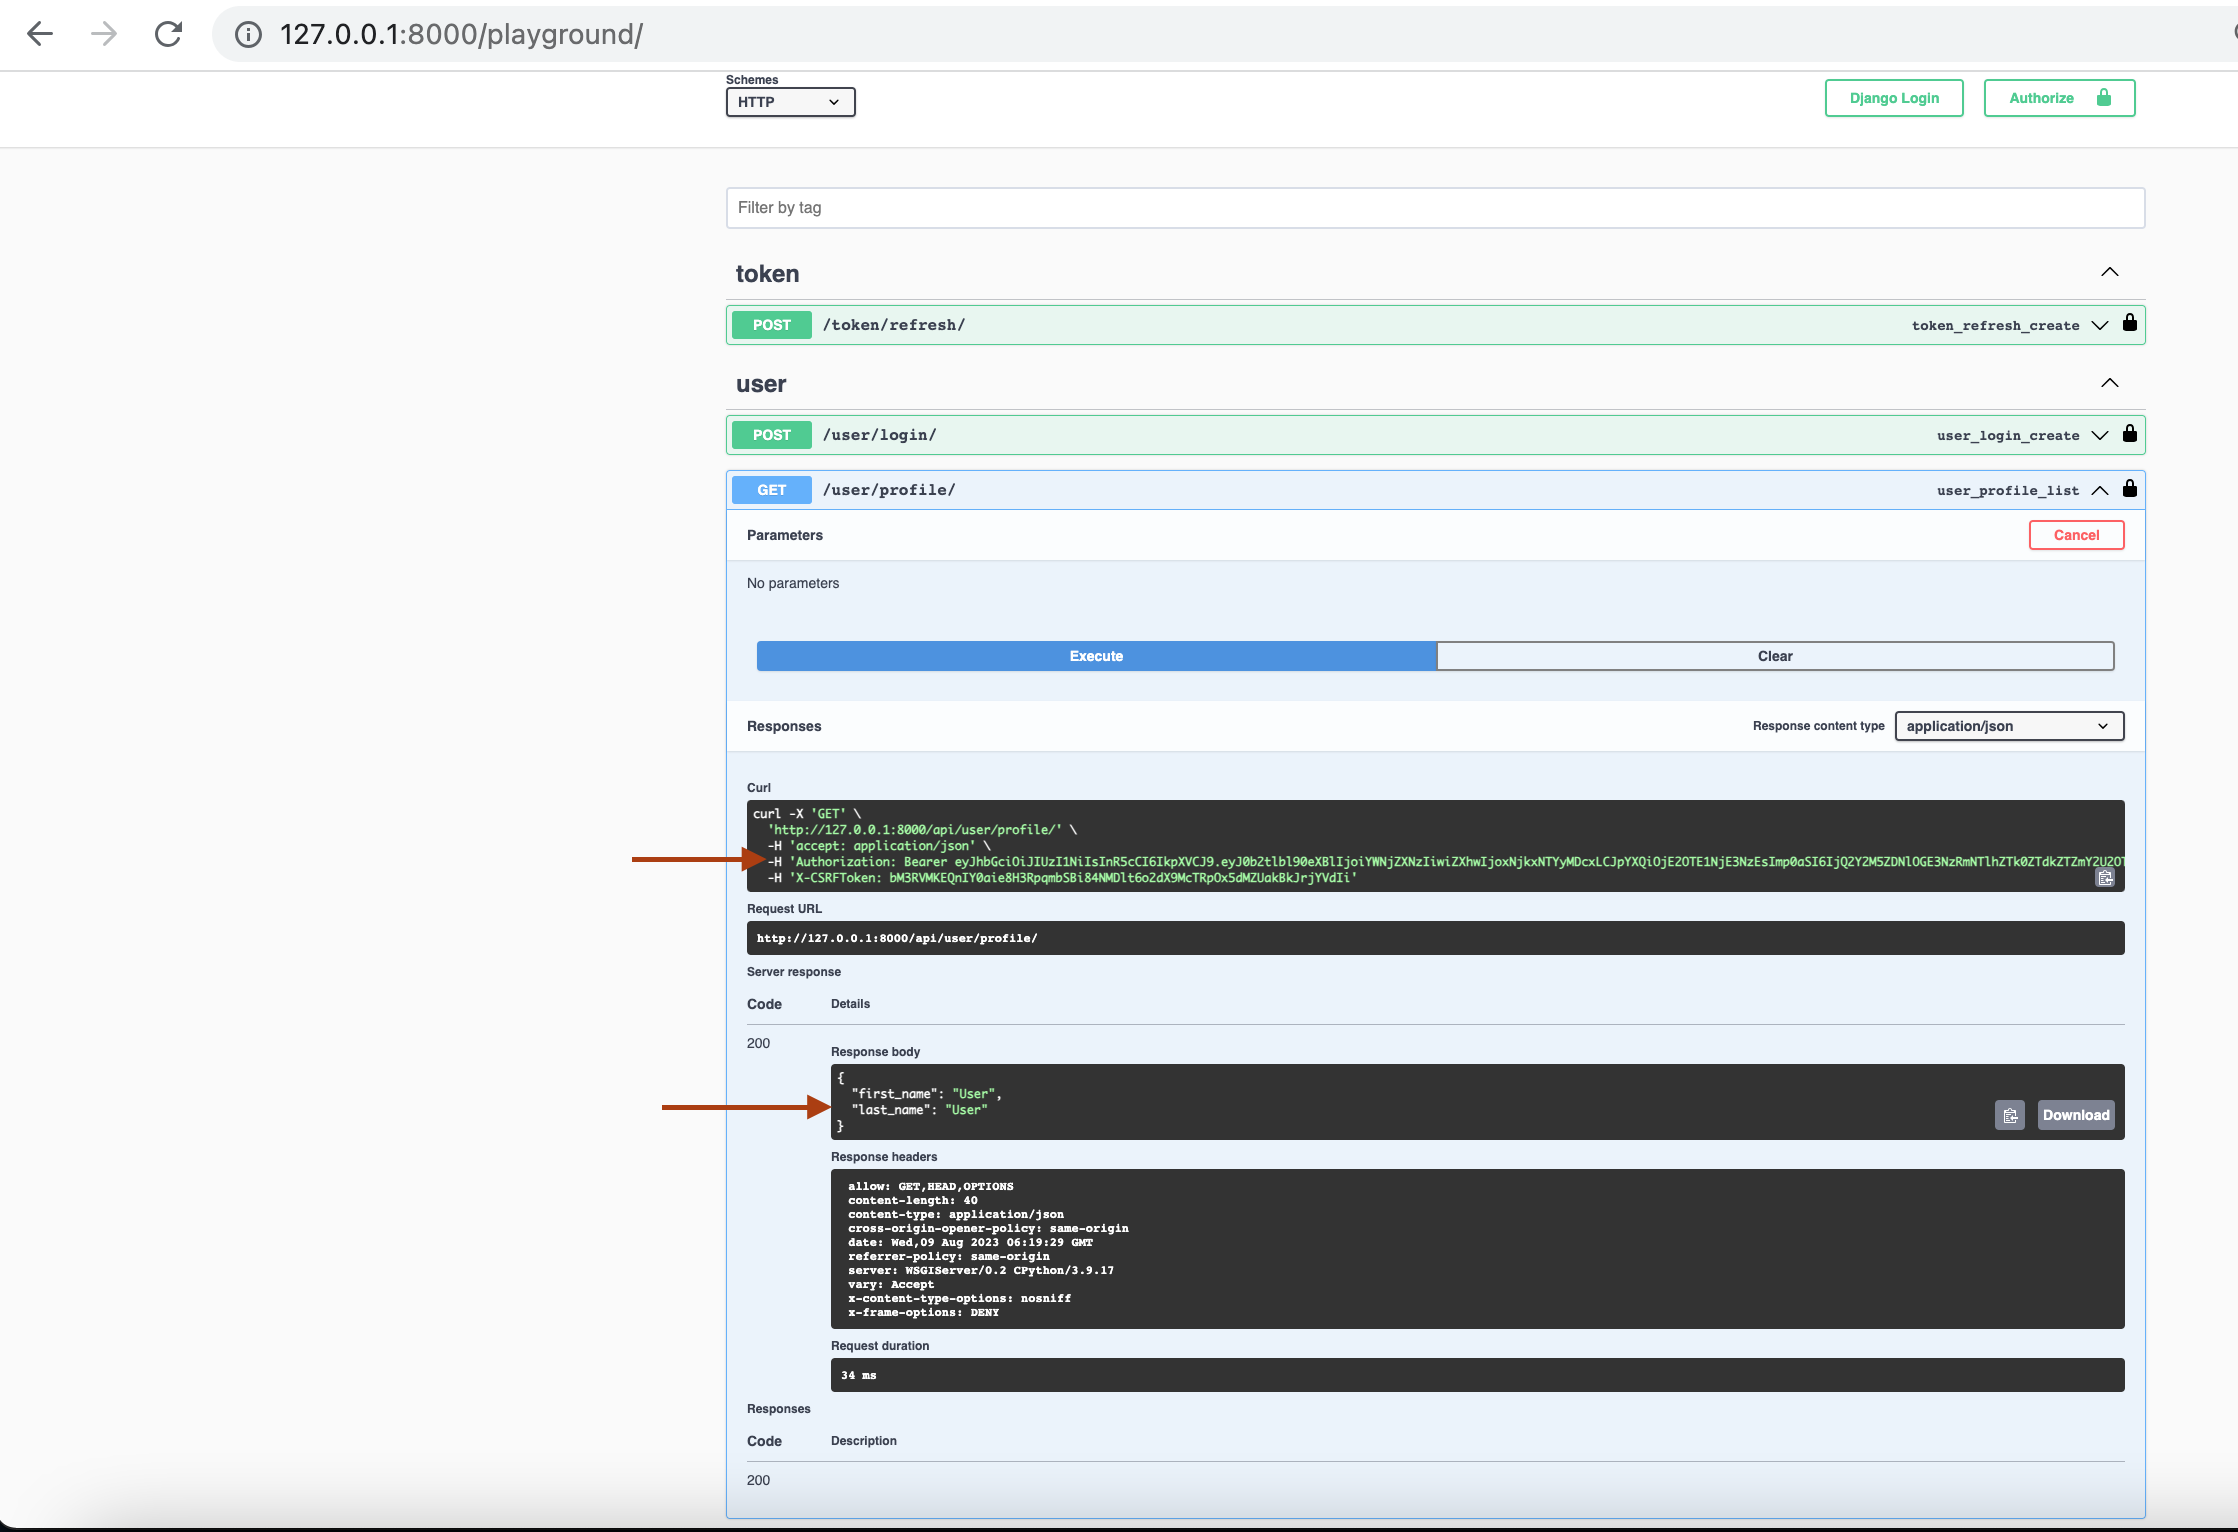 127.0.0.1:8000/playground/
Schemes
HTTP
Django Login
Authorize
Filter by tag
token
POST /token/refresh/ token_refresh_create
user
POST /user/login/ user_login_create
GET /user/profile/ user_profile_list
Parameters
Cancel
No parameters
Execute
Clear
Responses
Response content type
application/json
Curl
curl -X 'GET' \
'http://127.0.0.1:8000/api/user/profile/' \
-H 'accept: application/json' \
-H 'Authorization: Bearer
-H 'X-CSRFToken:
Request URL
http://127.0.0.1:8000/api/user/profile/
Server response
Code Details
200
Response body
{
"first_name": "User",
"last_name": "User"
}
Download
Response headers
allow: GET,HEAD,OPTIONS
content-length: 40
content-type: application/json
cross-origin-opener-policy: same-origin
date: Wed,09 Aug 2023 06:19:29 GMT
referrer-policy: same-origin
server: WSGIServer/0.2 CPython/3.9.17
vary: Accept
x-content-type-options: nosniff
x-frame-options: DENY
Request duration
34 ms
Responses
Code Description
200